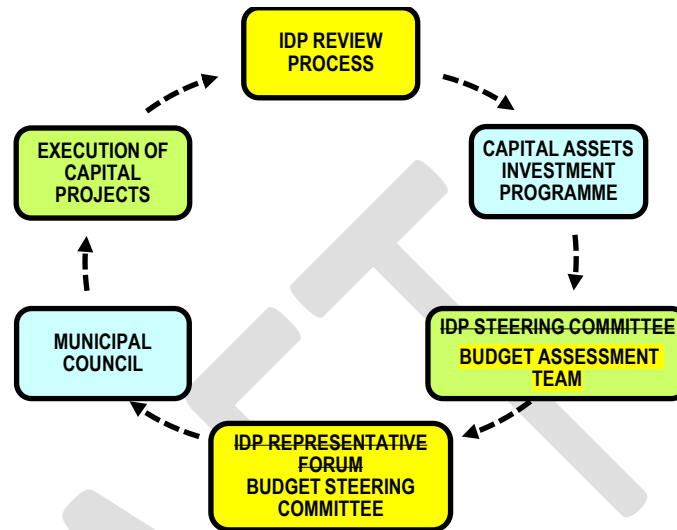 IDP REVIEW
PROCESS
CAPITAL ASSETS
INVESTMENT
PROGRAMME
IDP STEERING COMMITTEE
BUDGET ASSESSMENT
TEAM
IDP REPRESENTATIVE
FORUM
BUDGET STEERING
COMMITTEE
MUNICIPAL
COUNCIL
EXECUTION OF
CAPITAL
PROJECTS